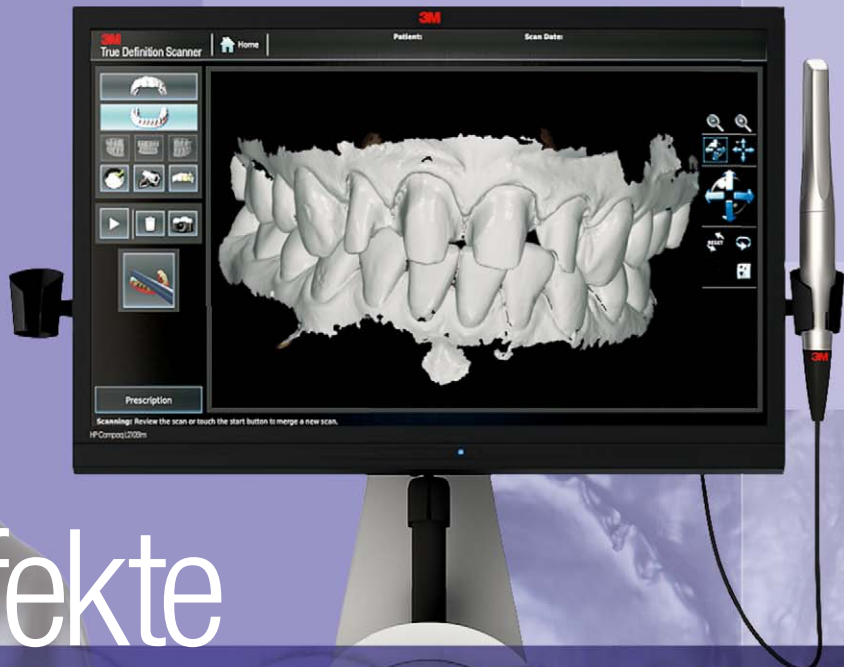 3M
3M
True Definition Scanner
Home
Patient:
Scan Date:
RESET
Prescription
Scanning: Review the scan or touch the start button to merge a new scan.
HP Compaq L2105tm
3M
fekte